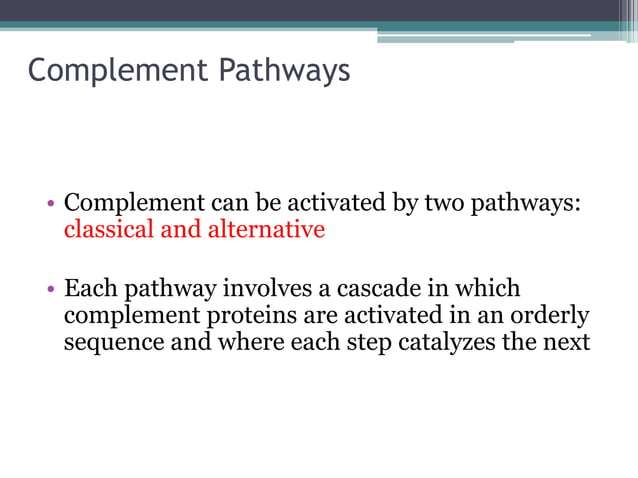 Complement Pathways
• Complement can be activated by two pathways:
classical and alternative
• Each pathway involves a cascade in which
complement proteins are activated in an orderly
sequence and where each step catalyzes the next